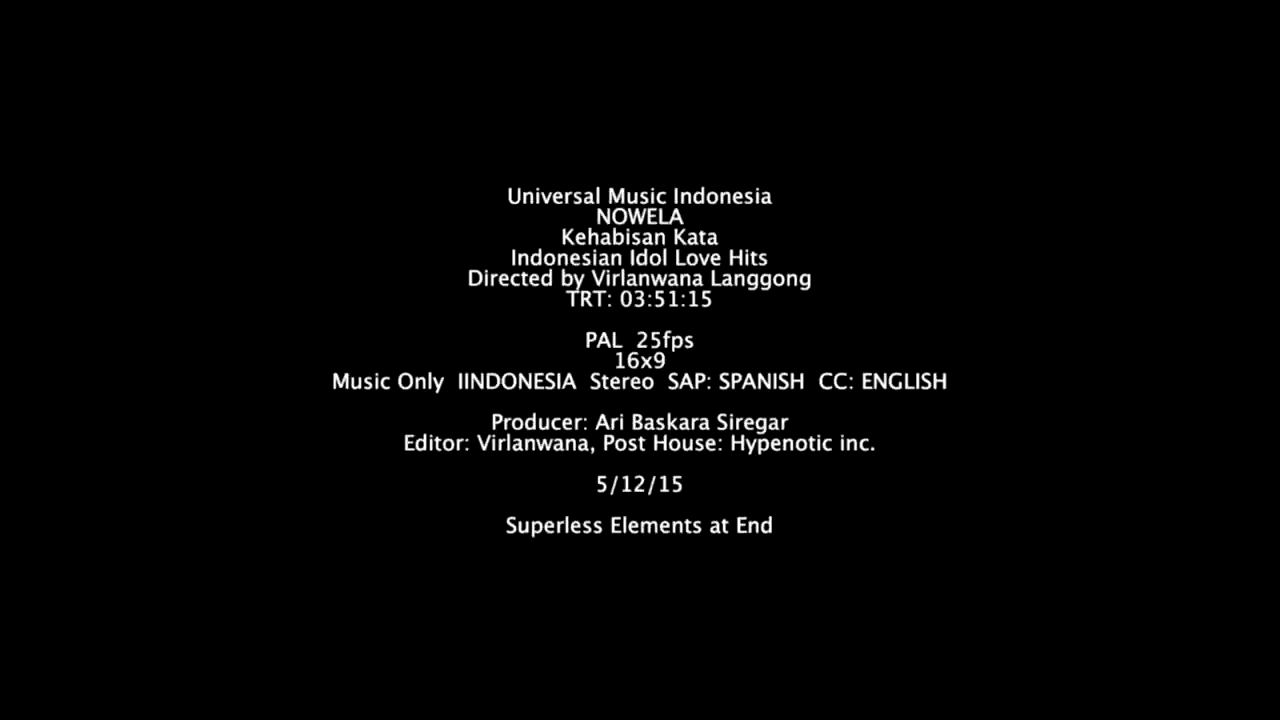 Universal Music Indonesia
NOWELA
Kehabisan Kata
Indonesian Idol Love Hits
Directed by Virlanwana Langgong
TRT: 03:51:15
PAL  25fps
16x9
Music Only  IINDONESIA  Stereo  SAP: SPANISH  CC: ENGLISH
Producer: Ari Baskara Siregar
Editor: Virlanwana, Post House: Hypenotic inc.
5/12/15
Superless Elements at End